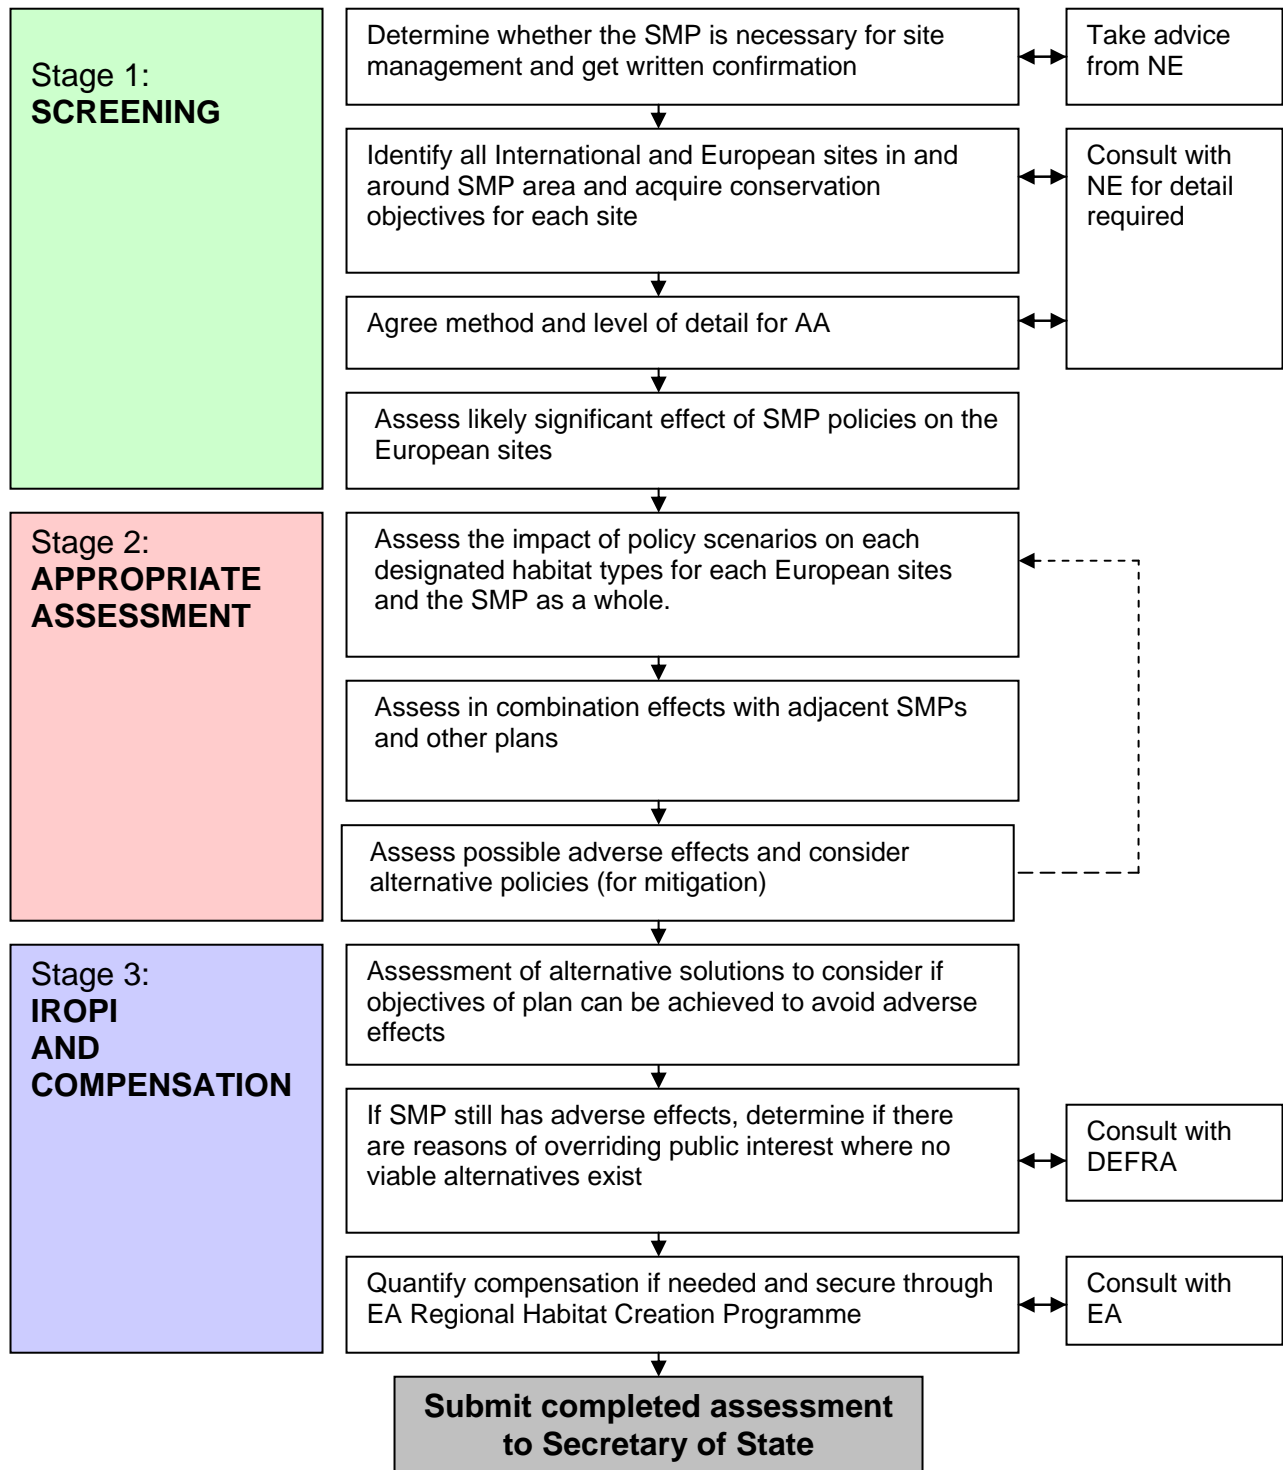 Stage 1:
SCREENING
Determine whether the SMP is necessary for site
management and get written confirmation
Take advice
from NE
Identify all International and European sites in and
around SMP area and acquire conservation
objectives for each site
Consult with
NE for detail
required
Agree method and level of detail for AA
Assess likely significant effect of SMP policies on the
European sites
Stage 2:
APPROPRIATE
ASSESSMENT
Assess the impact of policy scenarios on each
designated habitat types for each European sites
and the SMP as a whole.
Assess in combination effects with adjacent SMPs
and other plans
Assess possible adverse effects and consider
alternative policies (for mitigation)
Stage 3:
IROPI
AND
COMPENSATION
Assessment of alternative solutions to consider if
objectives of plan can be achieved to avoid adverse
effects
If SMP still has adverse effects, determine if there
are reasons of overriding public interest where no
viable alternatives exist
Consult with
DEFRA
Quantify compensation if needed and secure through
EA Regional Habitat Creation Programme
Consult with
EA
Submit completed assessment
to Secretary of State